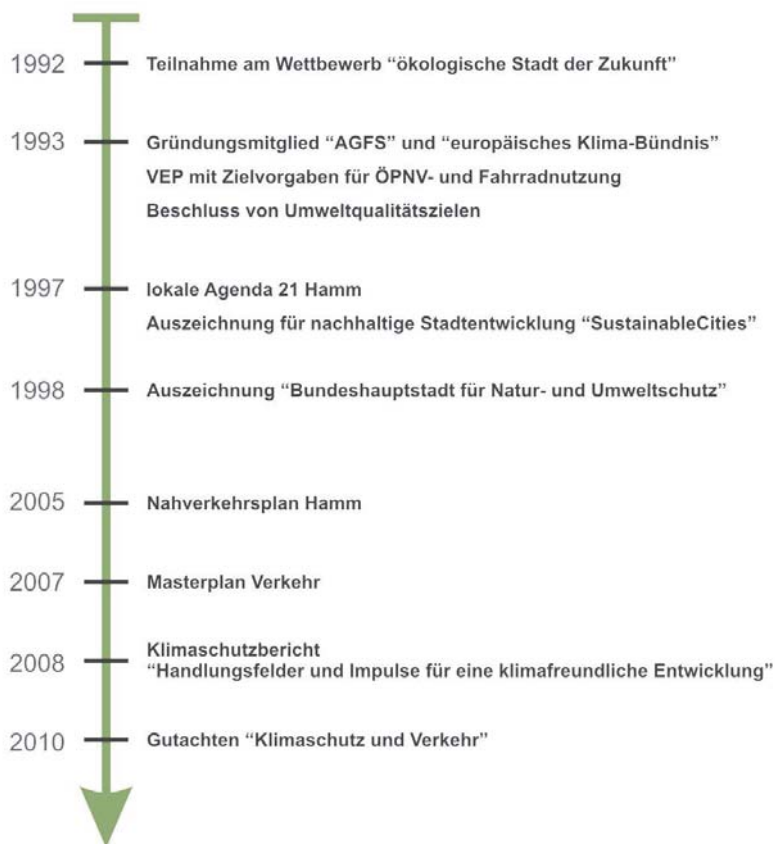 1992 Teilnahme am Wettbewerb “ökologische Stadt der Zukunft”
1993 Gründungsmitglied “AGFS” und “europäisches Klima-Bündnis”
VEP mit Zielvorgaben für ÖPNV- und Fahrradnutzung
Beschluss von Umweltqualitätszielen
1997 lokale Agenda 21 Hamm
Auszeichnung für nachhaltige Stadtentwicklung “SustainableCities”
1998 Auszeichnung “Bundeshauptstadt für Natur- und Umweltschutz”
2005 Nahverkehrsplan Hamm
2007 Masterplan Verkehr
2008 Klimaschutzbericht
“Handlungsfelder und Impulse für eine klimafreundliche Entwicklung”
2010 Gutachten “Klimaschutz und Verkehr”